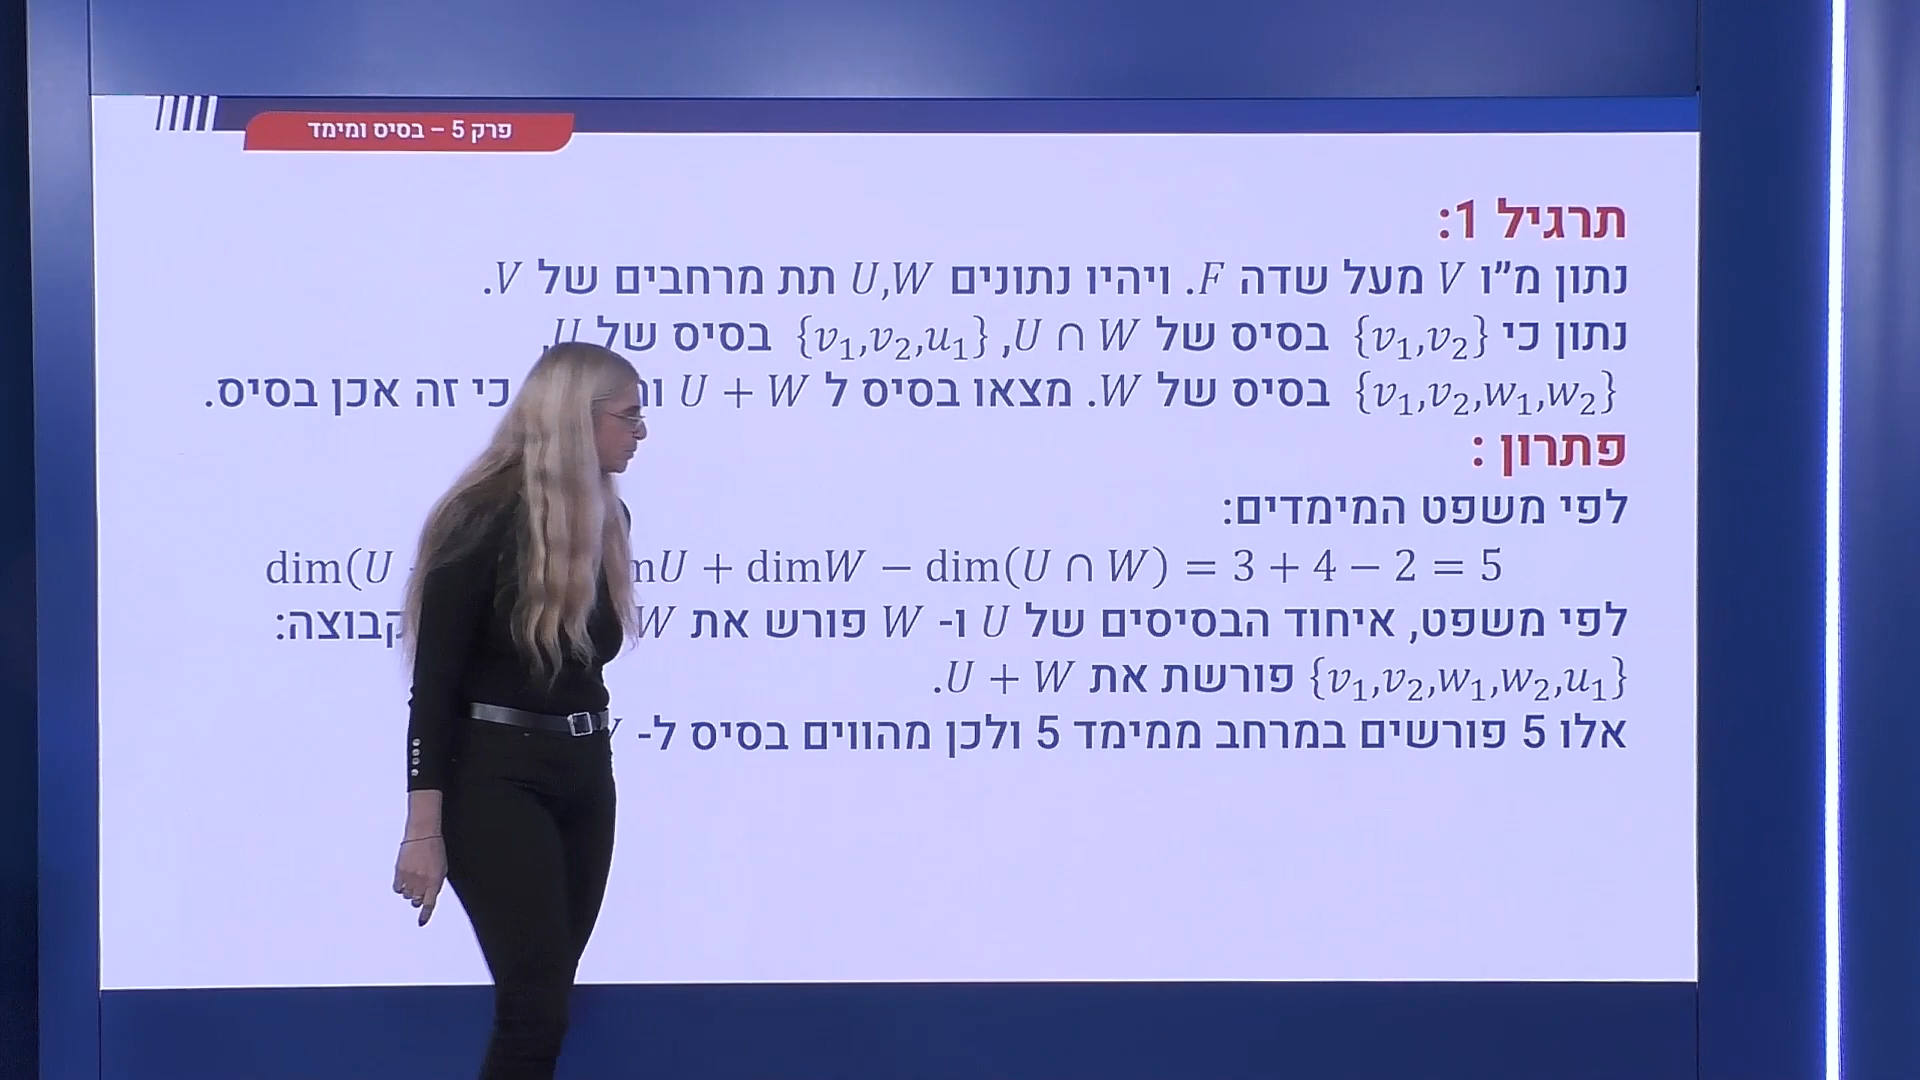 פרק 5 – בסיס ומימד
תרגיל 1:
נתון מ״ו V מעל שדה F. ויהיו נתונים U,W תת מרחבים של V.
נתון כי {v₁,v₂} בסיס של U ∩ W, {v₁,v₂,u₁} בסיס של U,
{v₁,v₂,w₁,w₂} בסיס של W. מצאו בסיס ל U + W כי זה אכן בסיס.
פתרון :
לפי משפט המימדים:
dim(U U + dimW − dim(U ∩ W) = 3 + 4 − 2 = 5
לפי משפט, איחוד הבסיסים של U ו- W פורש את W קבוצה:
{v₁,v₂,w₁,w₂,u₁} פורשת את U + W.
אלו 5 פורשים במרחב ממימד 5 ולכן מהווים בסיס ל-